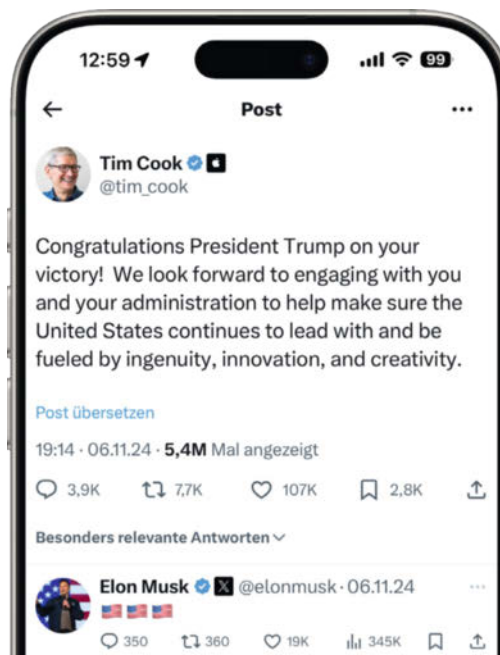 12:59 99
Post
Tim Cook
@tim_cook
Congratulations President Trump on your
victory! We look forward to engaging with you
and your administration to help make sure the
United States continues to lead with and be
fueled by ingenuity, innovation, and creativity.
Post übersetzen
19:14 · 06.11.24 · 5,4M Mal angezeigt
3,9K 7,7K 107K 2,8K
Besonders relevante Antworten
Elon Musk @elonmusk · 06.11.24
🇺🇸 🇺🇸 🇺🇸
350 360 19K 345K